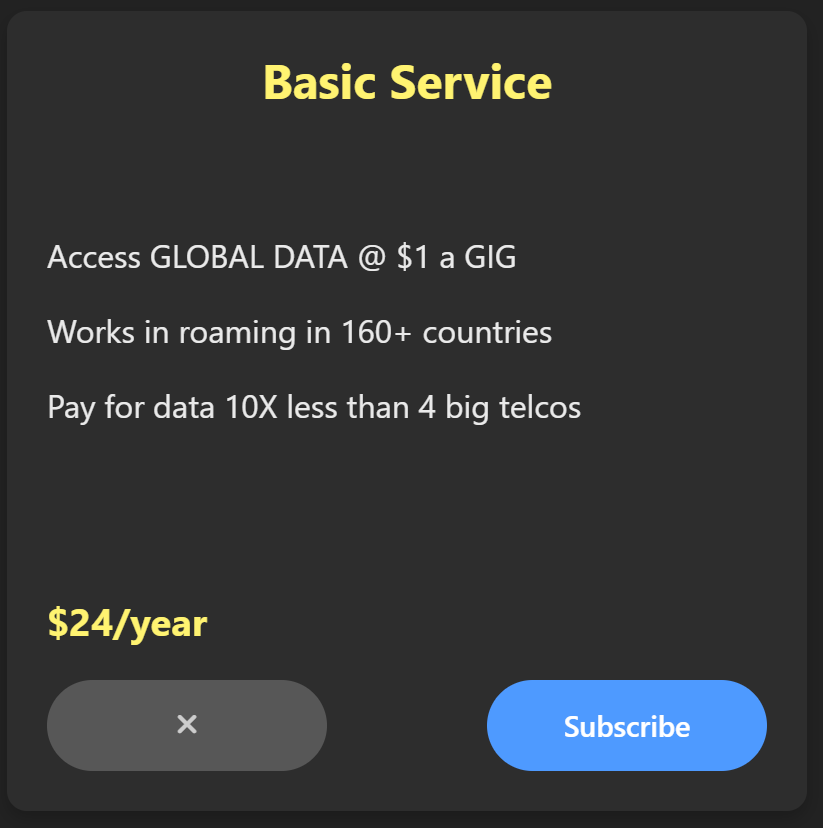 Basic Service
Access GLOBAL DATA @ $1 a GIG
Works in roaming in 160+ countries
Pay for data 10X less than 4 big telcos
$24/year
✕
Subscribe